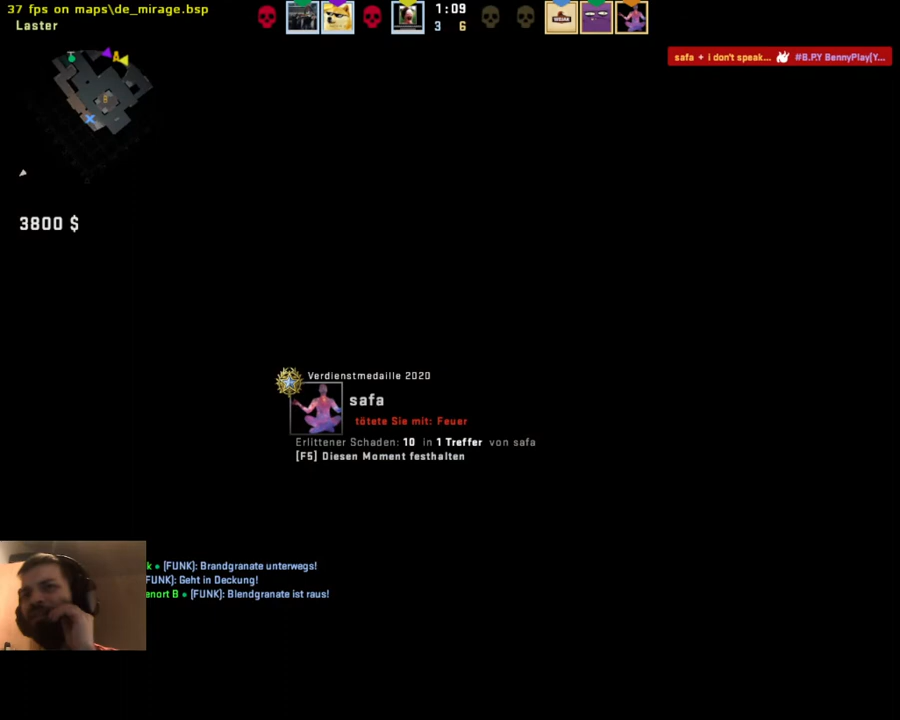 37 fps on maps\de_mirage.bsp
Laster
1:09
3 6
safa + i don't speak... #B.P.Y BennyPlay[Y...
A
3800 $
Verdienstmedaille 2020
safa
tötete Sie mit: Feuer
Erlittener Schaden: 10 in 1 Treffer von safa
[F5] Diesen Moment festhalten
k • [FUNK]: Brandgranate unterwegs!
[FUNK]: Geht in Deckung!
enort B • [FUNK]: Blendgranate ist raus!